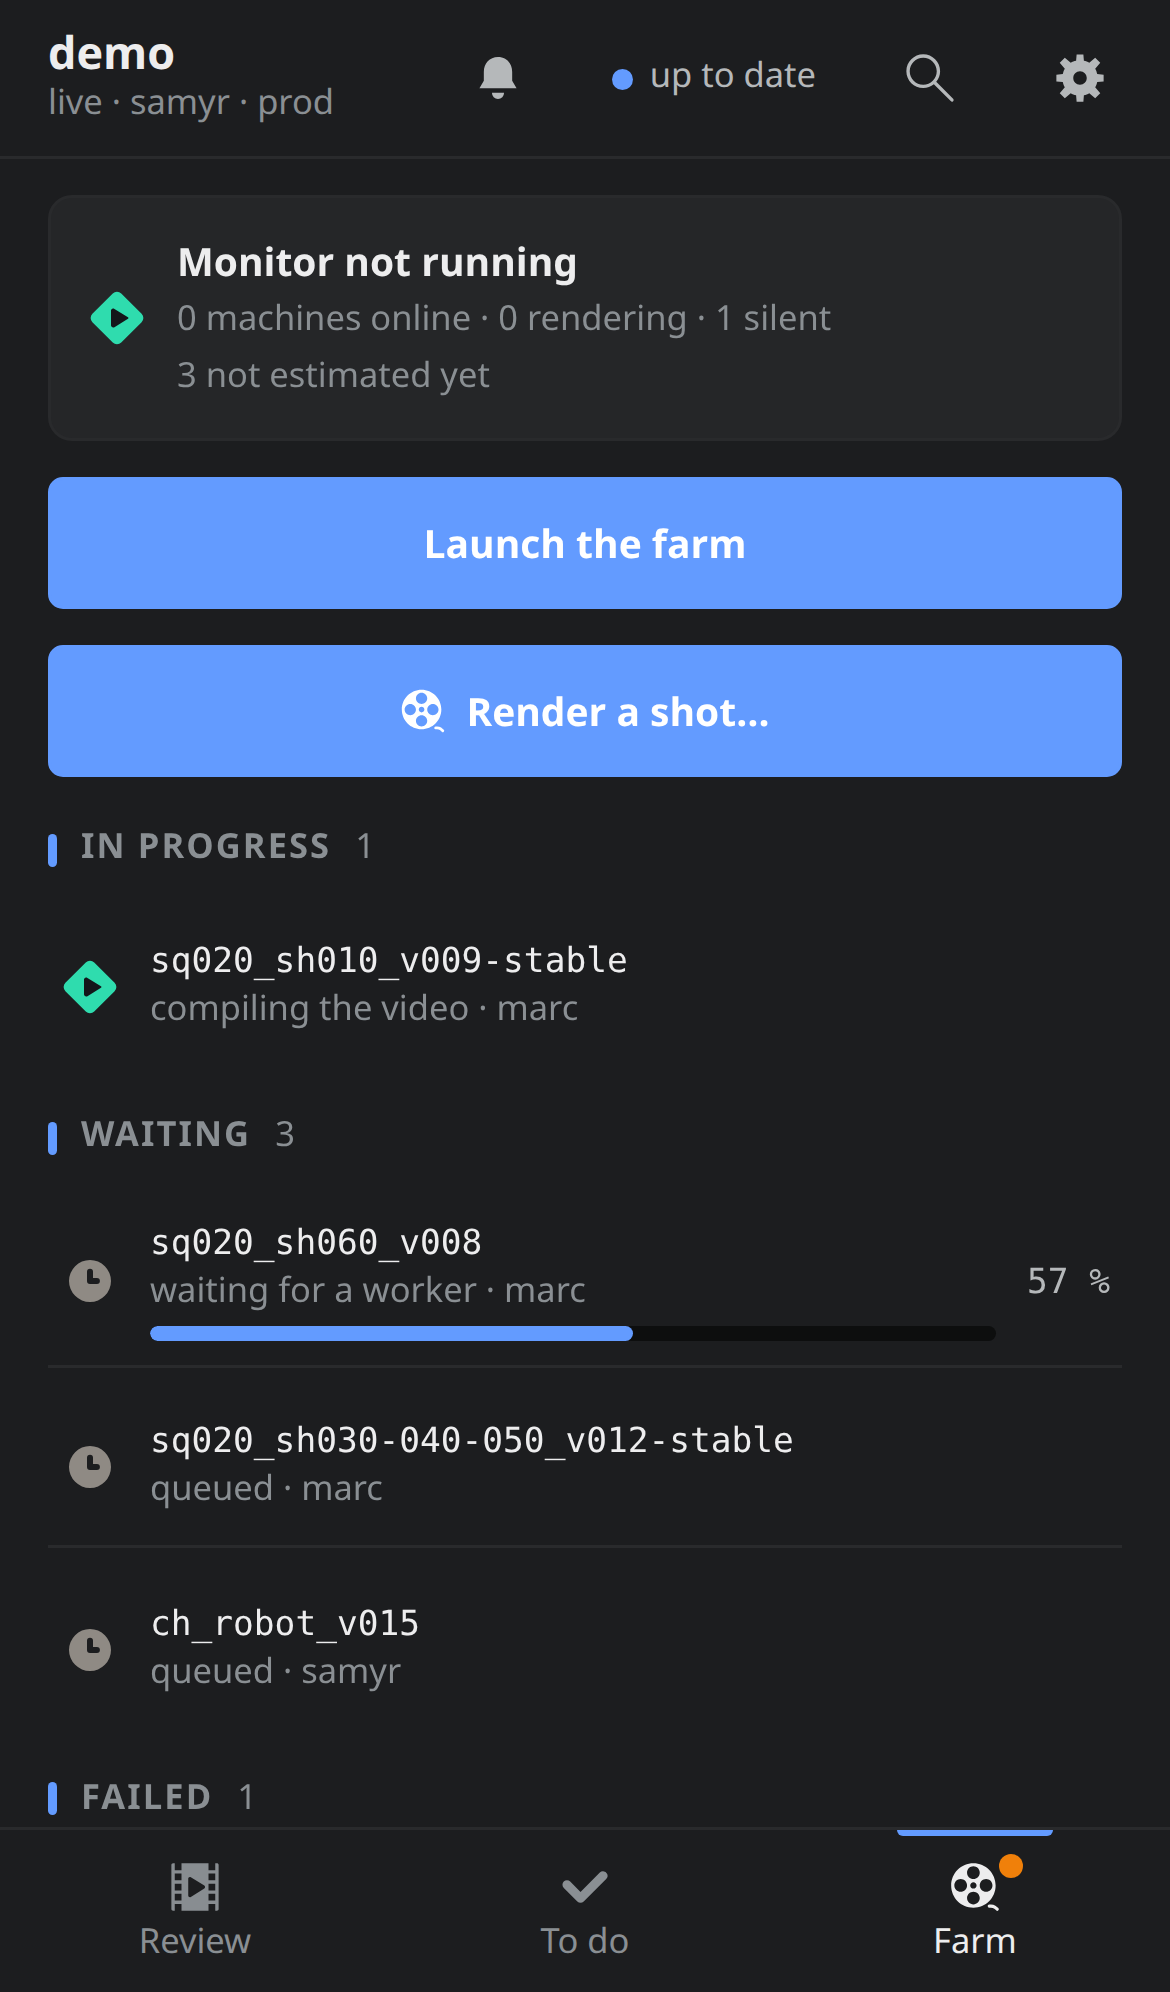 demo
live · samyr · prod
up to date
Monitor not running
0 machines online · 0 rendering · 1 silent
3 not estimated yet
Launch the farm
Render a shot...
IN PROGRESS 1
sq020_sh010_v009-stable
compiling the video · marc
WAITING 3
sq020_sh060_v008
waiting for a worker · marc
57 %
sq020_sh030-040-050_v012-stable
queued · marc
ch_robot_v015
queued · samyr
FAILED 1
Review
To do
Farm